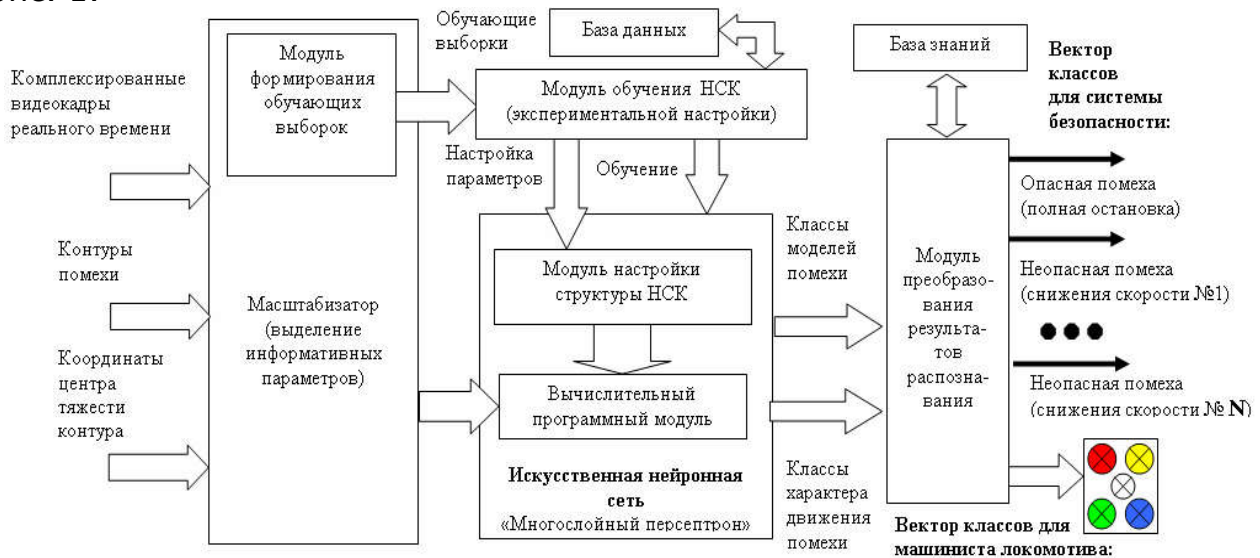 Комплексированные
видеокадры
реального времени
Контуры
помехи
Координаты
центра
тяжести
контура
Модуль
формирования
обучающих
выборок
Масштабизатор
(выделение
информативных
параметров)
Обучающие
выборки
База данных
Модуль обучения НСК
(экспериментальной настройки)
Настройка
параметров
Обучение
Модуль настройки
структуры НСК
Вычислительный
программный модуль
Искусственная нейронная
сеть
«Многослойный персептрон»
Классы
моделей
помехи
Классы
характера
движения
помехи
База знаний
Модуль
преобразо-
вания
результа-
тов
распозна-
вания
Вектор
классов
для системы
безопасности:
Опасная помеха
(полная остановка)
Неопасная помеха
(снижения скорости №1)
Неопасная помеха
(снижения скорости № N)
Вектор классов для
машиниста локомотива: